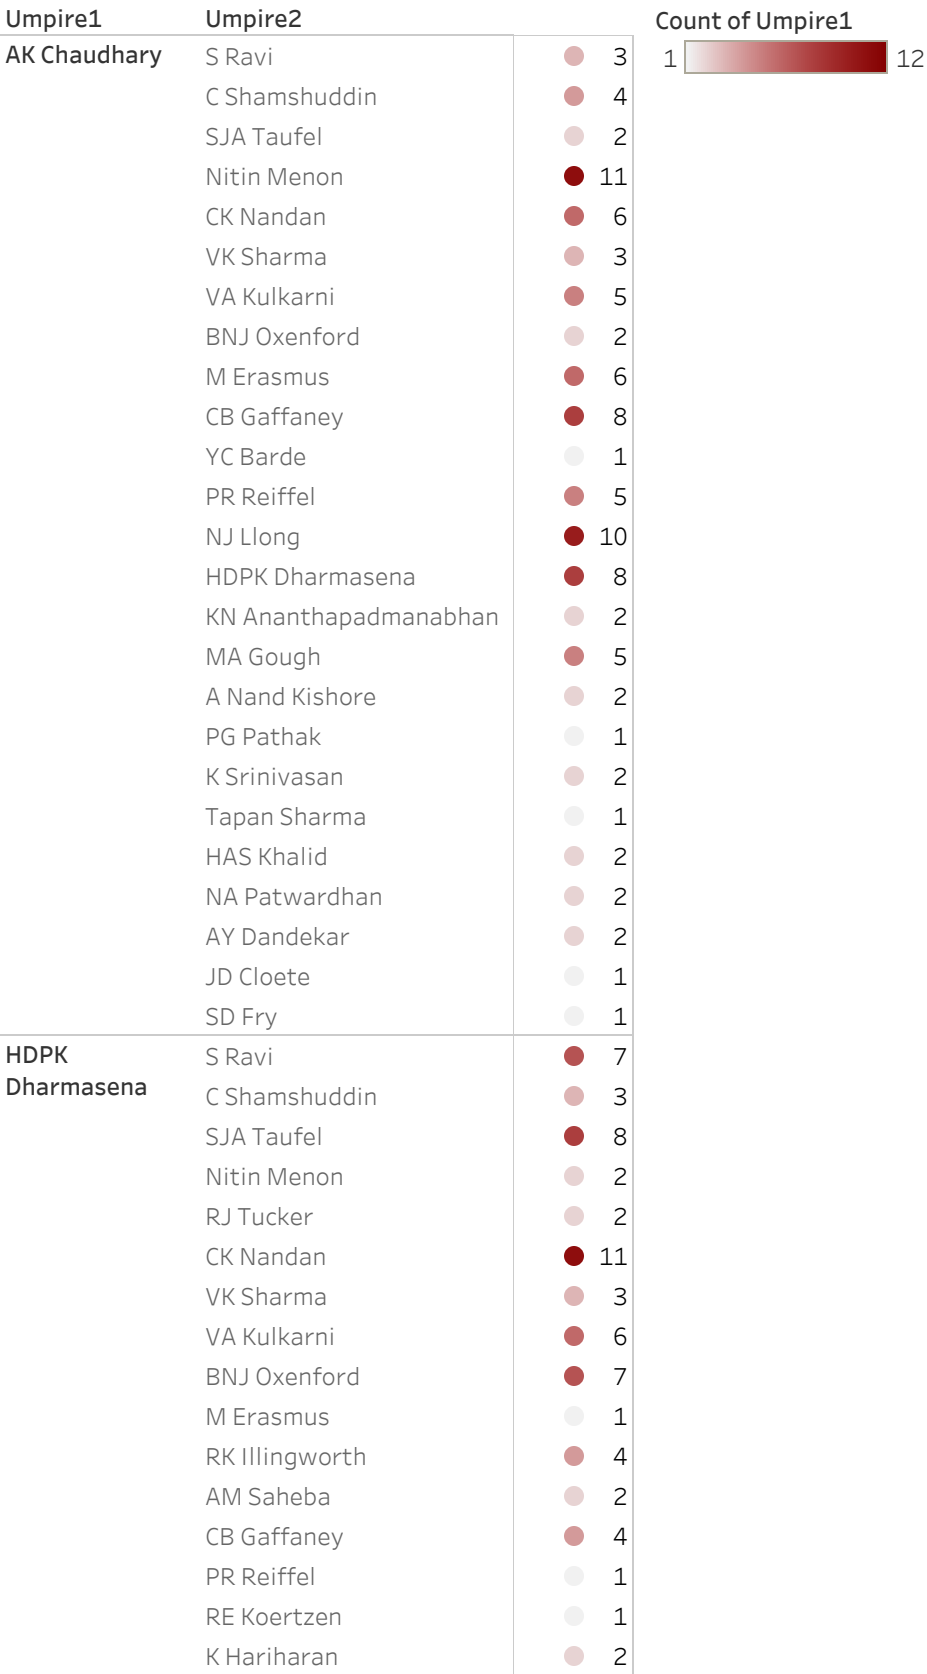 Umpire1 Umpire2 Count of Umpire1
1 12
AK Chaudhary S Ravi 3
C Shamshuddin 4
SJA Taufel 2
Nitin Menon 11
CK Nandan 6
VK Sharma 3
VA Kulkarni 5
BNJ Oxenford 2
M Erasmus 6
CB Gaffaney 8
YC Barde 1
PR Reiffel 5
NJ Llong 10
HDPK Dharmasena 8
KN Ananthapadmanabhan 2
MA Gough 5
A Nand Kishore 2
PG Pathak 1
K Srinivasan 2
Tapan Sharma 1
HAS Khalid 2
NA Patwardhan 2
AY Dandekar 2
JD Cloete 1
SD Fry 1
HDPK S Ravi 7
Dharmasena
C Shamshuddin 3
SJA Taufel 8
Nitin Menon 2
RJ Tucker 2
CK Nandan 11
VK Sharma 3
VA Kulkarni 6
BNJ Oxenford 7
M Erasmus 1
RK Illingworth 4
AM Saheba 2
CB Gaffaney 4
PR Reiffel 1
RE Koertzen 1
K Hariharan 2